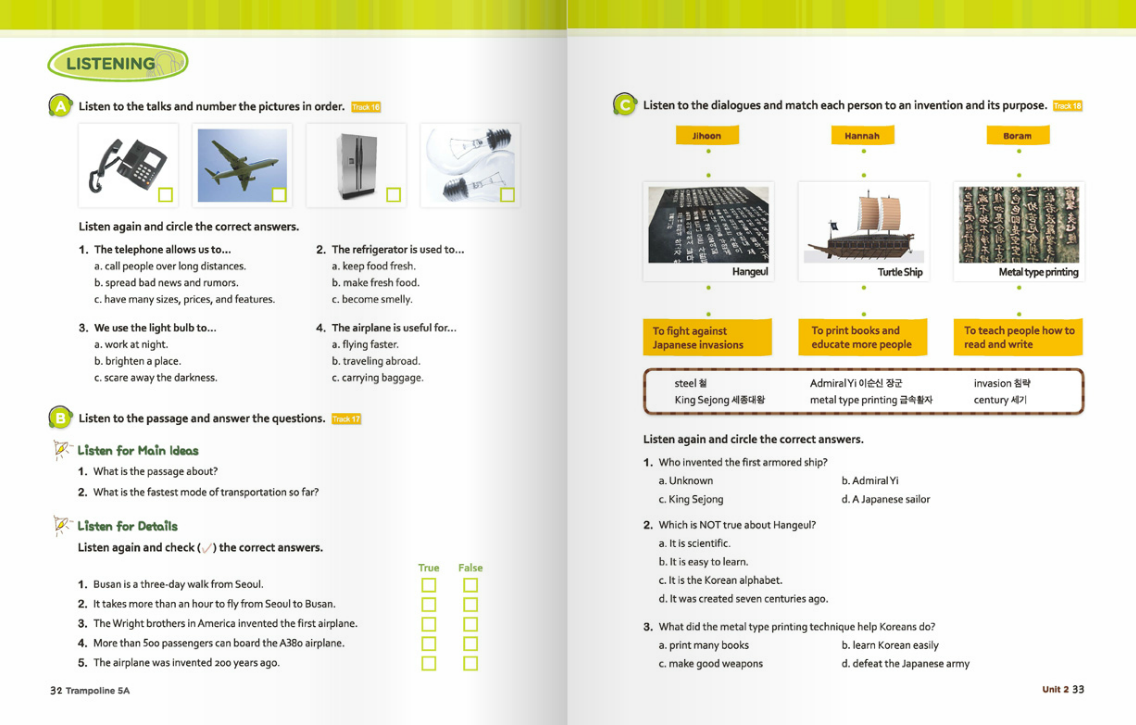 LISTENING
A Listen to the talks and number the pictures in order. Track 16
Listen again and circle the correct answers.
1. The telephone allows us to...
a. call people over long distances.
b. spread bad news and rumors.
c. have many sizes, prices, and features.
2. The refrigerator is used to...
a. keep food fresh.
b. make fresh food.
c. become smelly.
3. We use the light bulb to...
a. work at night.
b. brighten a place.
c. scare away the darkness.
4. The airplane is useful for...
a. flying faster.
b. traveling abroad.
c. carrying baggage.
B Listen to the passage and answer the questions. Track 17
Listen for Main Ideas
1. What is the passage about?
2. What is the fastest mode of transportation so far?
Listen for Details
Listen again and check (✓) the correct answers.
True False
1. Busan is a three-day walk from Seoul.
2. It takes more than an hour to fly from Seoul to Busan.
3. The Wright brothers in America invented the first airplane.
4. More than 500 passengers can board the A380 airplane.
5. The airplane was invented 200 years ago.
32 Trampoline 5A
C Listen to the dialogues and match each person to an invention and its purpose. Track 18
Jihoon Hannah Boram
Hangeul Turtle Ship Metal type printing
To fight against
Japanese invasions
To print books and
educate more people
To teach people how to
read and write
steel 철 Admiral Yi 이순신 장군 invasion 침략
King Sejong 세종대왕 metal type printing 금속활자 century 세기
Listen again and circle the correct answers.
1. Who invented the first armored ship?
a. Unknown b. Admiral Yi
c. King Sejong d. A Japanese sailor
2. Which is NOT true about Hangeul?
a. It is scientific.
b. It is easy to learn.
c. It is the Korean alphabet.
d. It was created seven centuries ago.
3. What did the metal type printing technique help Koreans do?
a. print many books b. learn Korean easily
c. make good weapons d. defeat the Japanese army
Unit 2 33